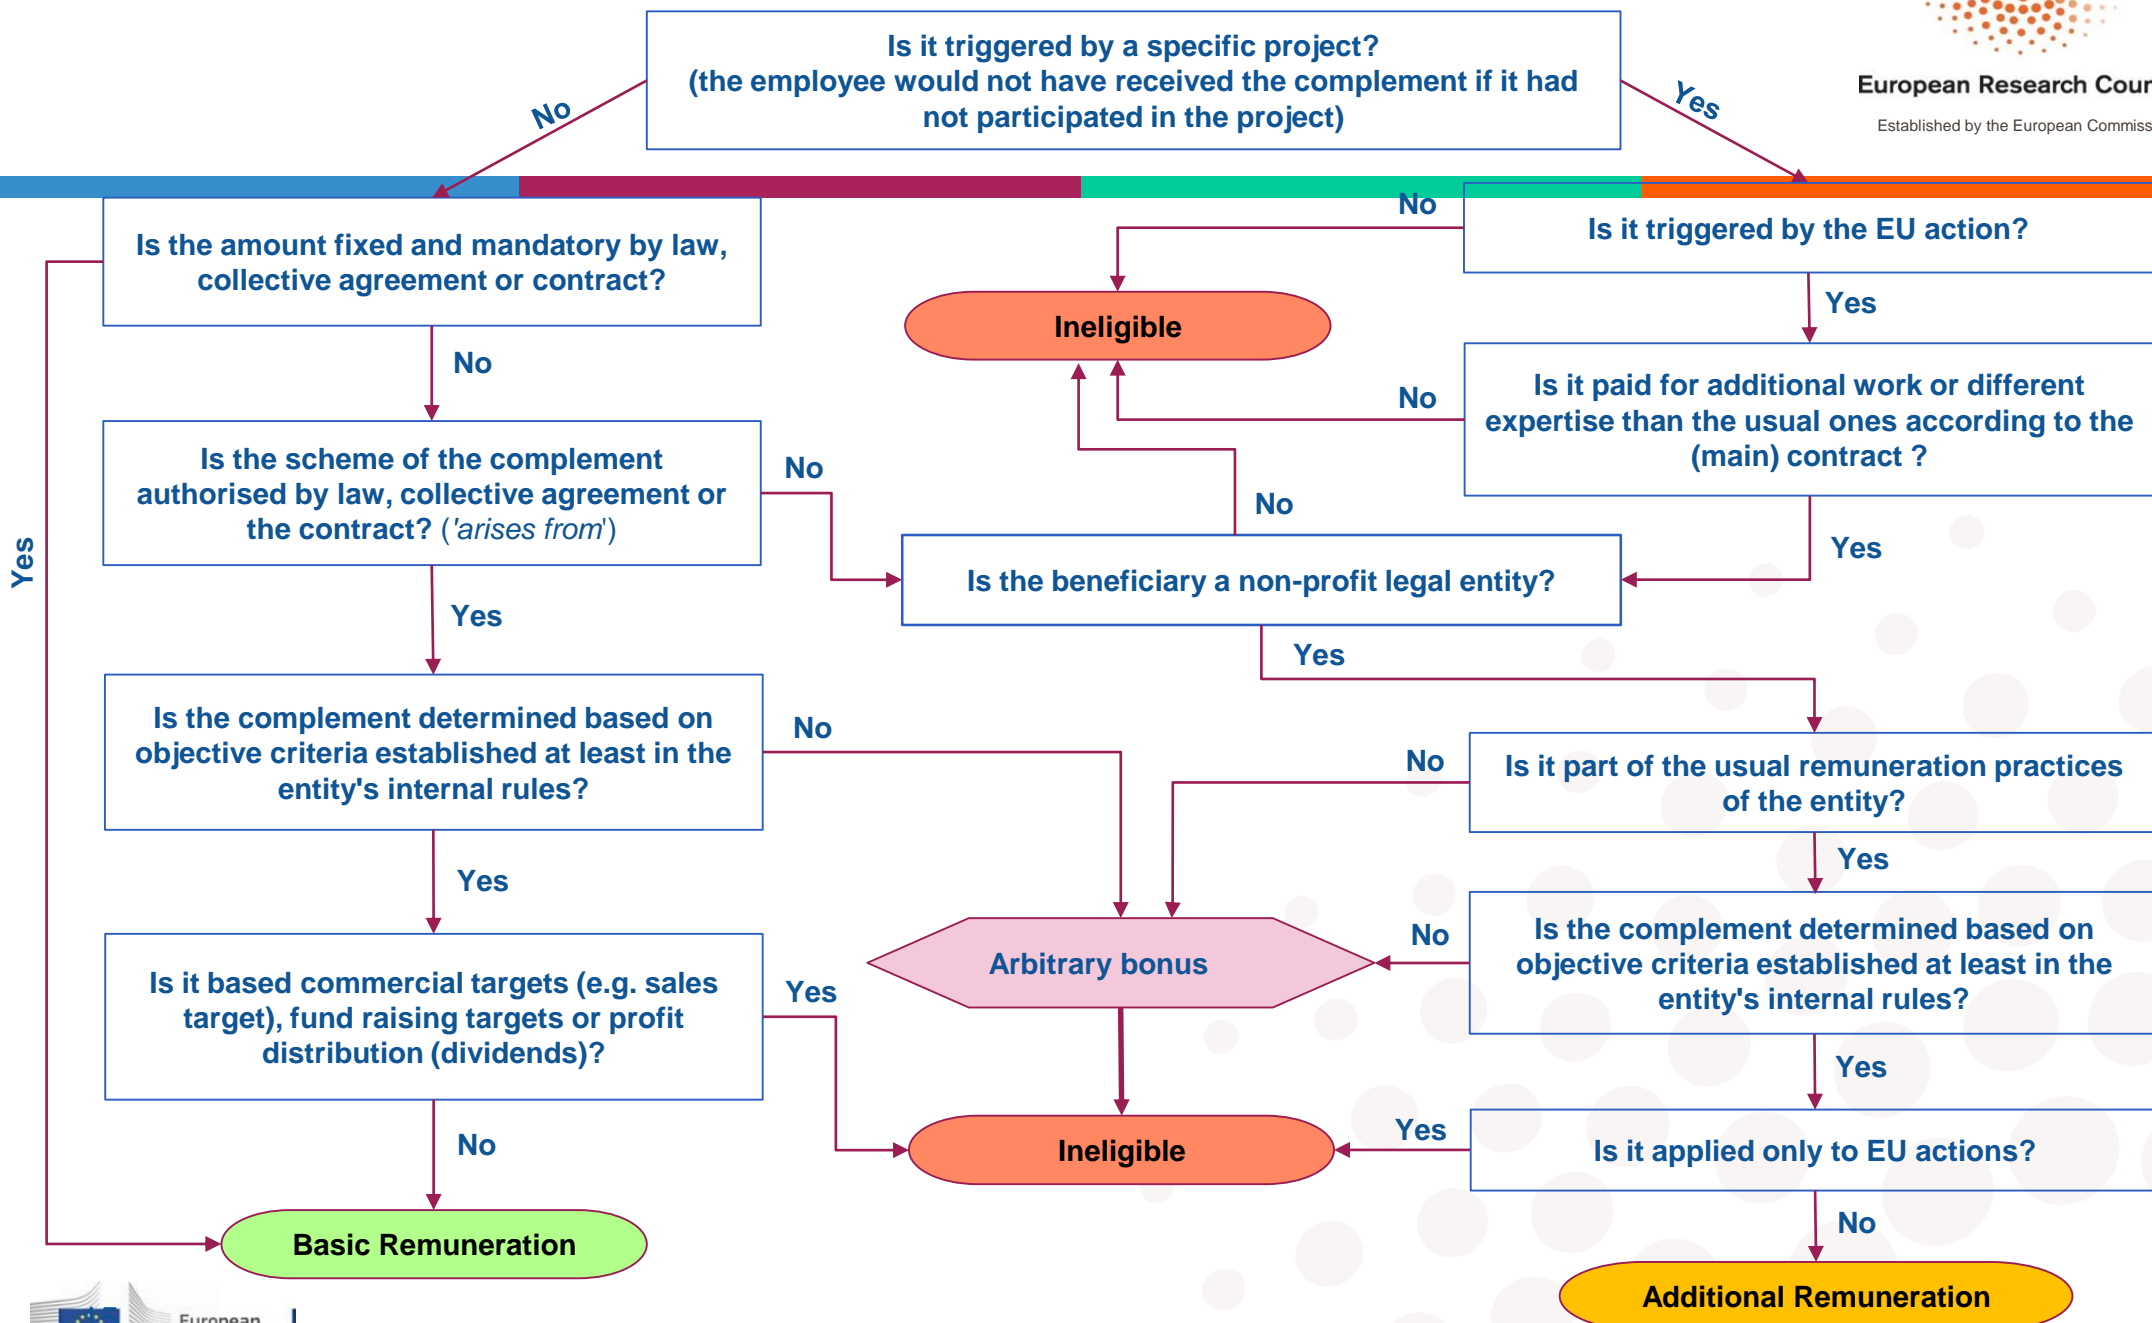 Is it triggered by a specific project?
(the employee would not have received the complement if it had
not participated in the project)
No
Yes
European Research
Established by the European
Is the amount fixed and mandatory by law,
collective agreement or contract?
No
Is it triggered by the EU action?
Yes
Ineligible
No
No
Is it paid for additional work or different
expertise than the usual ones according to the
(main) contract ?
Is the scheme of the complement
authorised by law, collective agreement or
the contract? ('arises from')
No
No
Yes
Yes
Is the beneficiary a non-profit legal entity?
Yes
Yes
Is the complement determined based on
objective criteria established at least in the
entity's internal rules?
No
No
Is it part of the usual remuneration practices
of the entity?
Yes
Yes
Arbitrary bonus
No
Is the complement determined based on
objective criteria established at least in the
entity's internal rules?
Is it based commercial targets (e.g. sales
target), fund raising targets or profit
distribution (dividends)?
Yes
Yes
No
Ineligible
Yes
Is it applied only to EU actions?
No
Basic Remuneration
Additional Remuneration
European